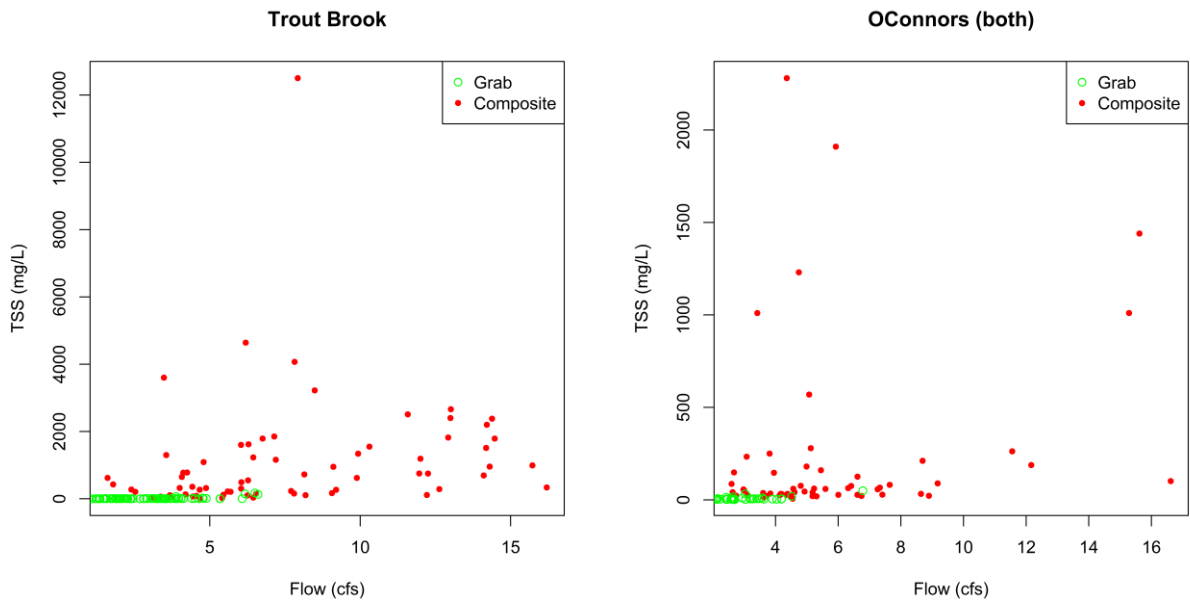 Trout Brook
TSS (mg/L)
12000
10000
8000
6000
4000
2000
0
Grab
Composite
5
10
15
Flow (cfs)
OConnors (both)
TSS (mg/L)
2000
1500
1000
500
0
Grab
Composite
4
6
8
10
12
14
16
Flow (cfs)